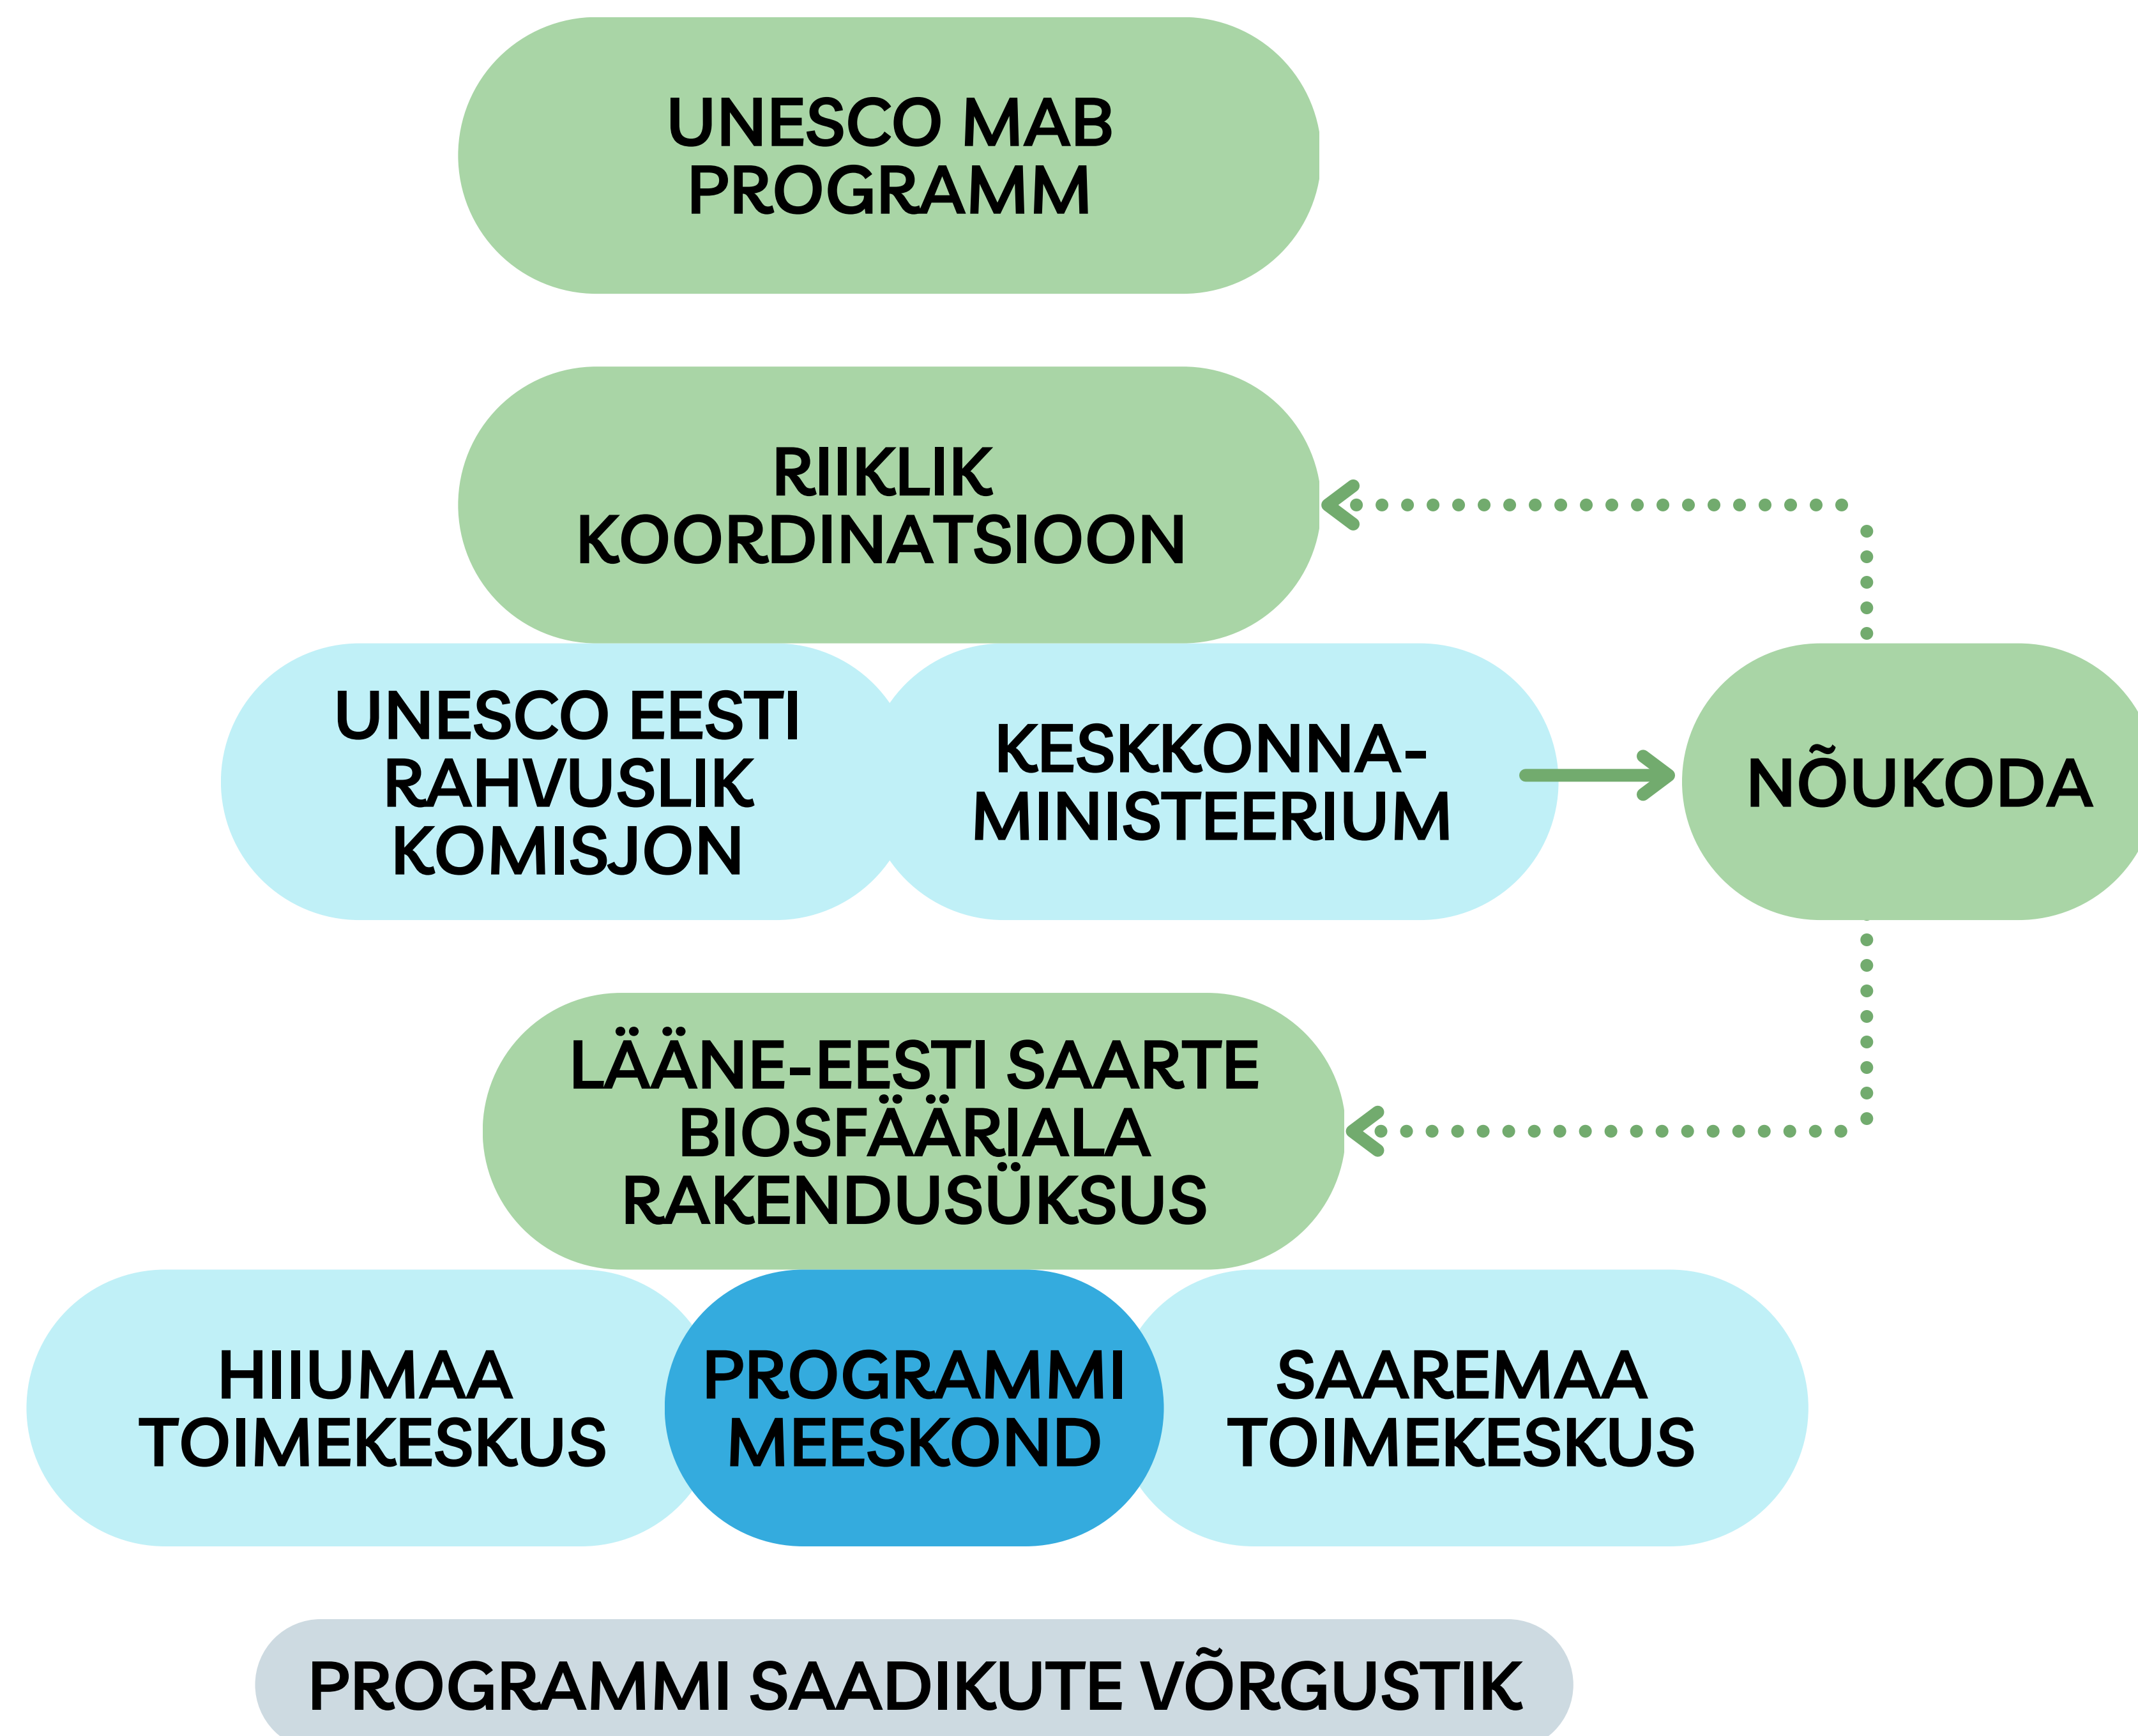 UNESCO MAB
PROGRAMM
RIIKLIK
KOORDINATSIOON
UNESCO EESTI
RAHVUSLIK
KOMISJON
KESKKONNA-
MINISTEERIUM
NÕUKODA
LÄÄNE-EESTI SAARTE
BIOSFÄÄRIALA
RAKENDUSÜKSUS
HIIUMAA
TOIMEKESKUS
PROGRAMMI
MEESKOND
SAAREMAA
TOIMEKESKUS
PROGRAMMI SAADIKUTE VÕRGUSTIK